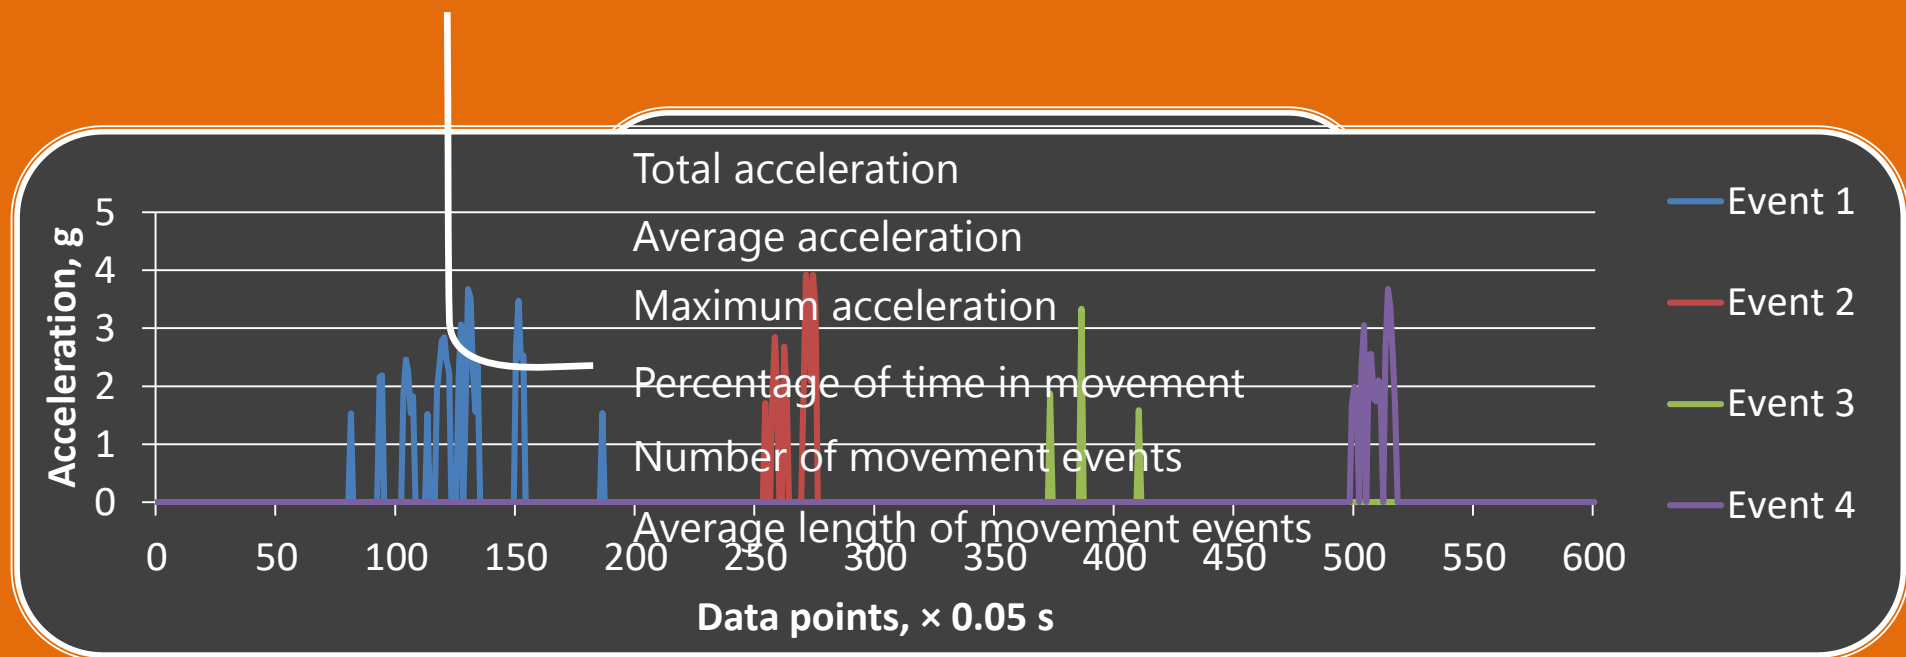 Total acceleration
Average acceleration
Maximum acceleration
Percentage of time in movement
Number of movement events
Average length of movement events
Acceleration, g
5
4
3
2
1
0
0 50 100 150 200 250 300 350 400 450 500 550 600
Data points, × 0.05 s
Event 1
Event 2
Event 3
Event 4